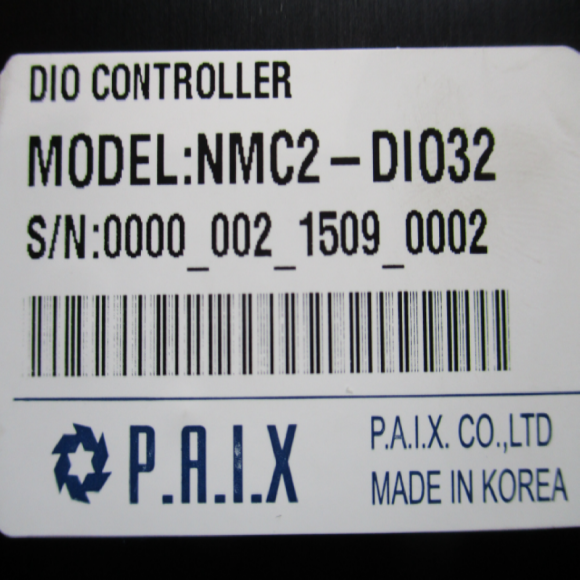 DIO CONTROLLER
MODEL:NMC2-DIO32
S/N:0000_002_1509_0002
P.A.I.X
P.A.I.X. CO.,LTD
MADE IN KOREA